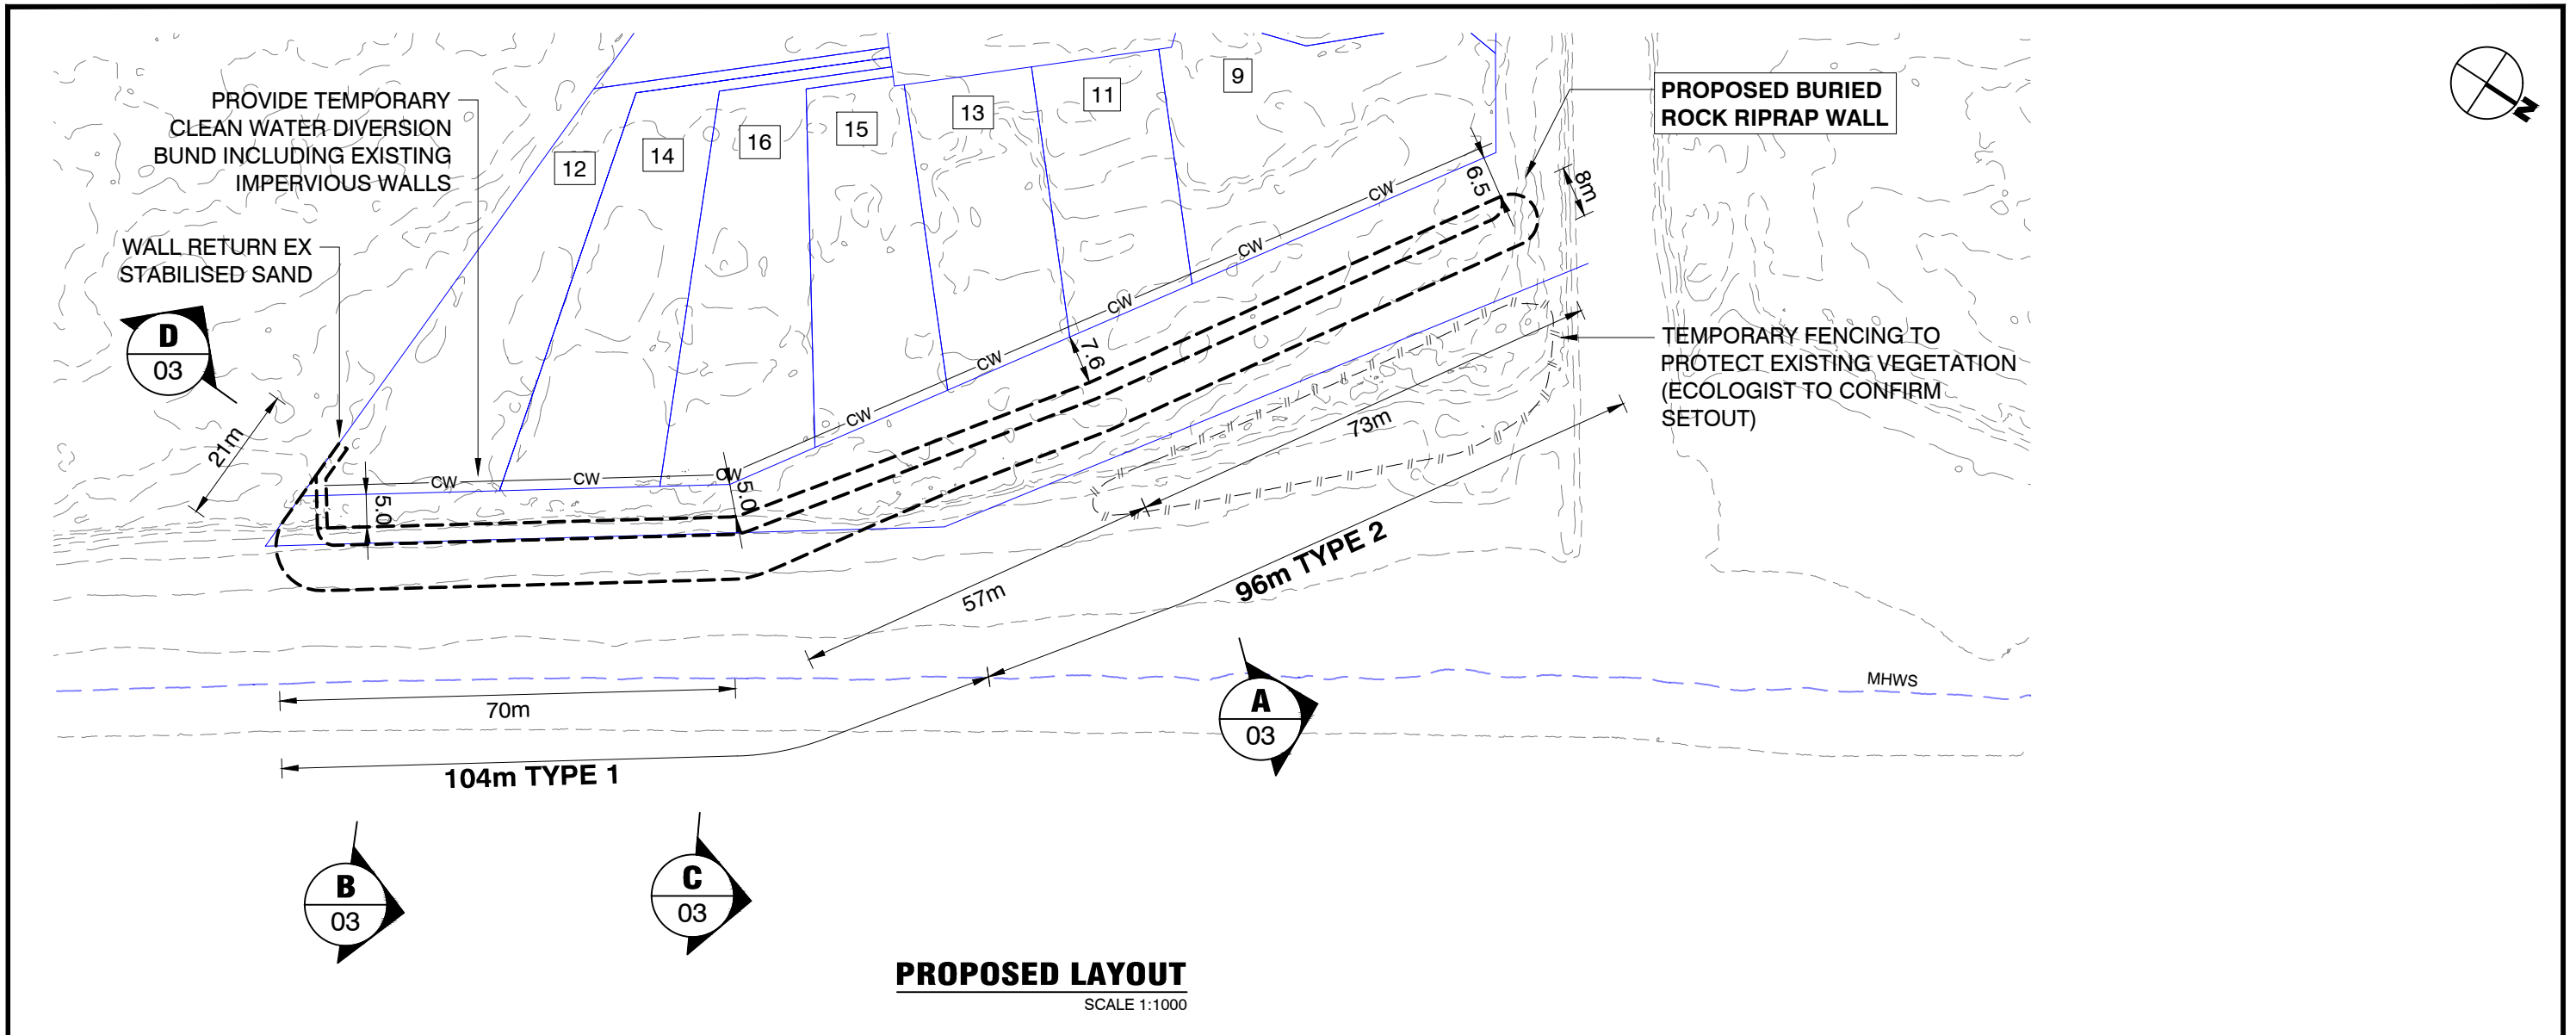 PROVIDE TEMPORARY
CLEAN WATER DIVERSION
BUND INCLUDING EXISTING
IMPERVIOUS WALLS
WALL RETURN EX
STABILISED SAND
D
03
21m
12
14
16
15
13
11
9
PROPOSED BURIED
ROCK RIPRAP WALL
N
6.5
8m
CW
CW
CW
CW
CW
7.6
TEMPORARY FENCING TO
PROTECT EXISTING VEGETATION
(ECOLOGIST TO CONFIRM
SETOUT)
CW
CW
CW
5.0
5.0
73m
57m
96m TYPE 2
MHWS
70m
104m TYPE 1
A
03
B
03
C
03
PROPOSED LAYOUT
SCALE 1:1000